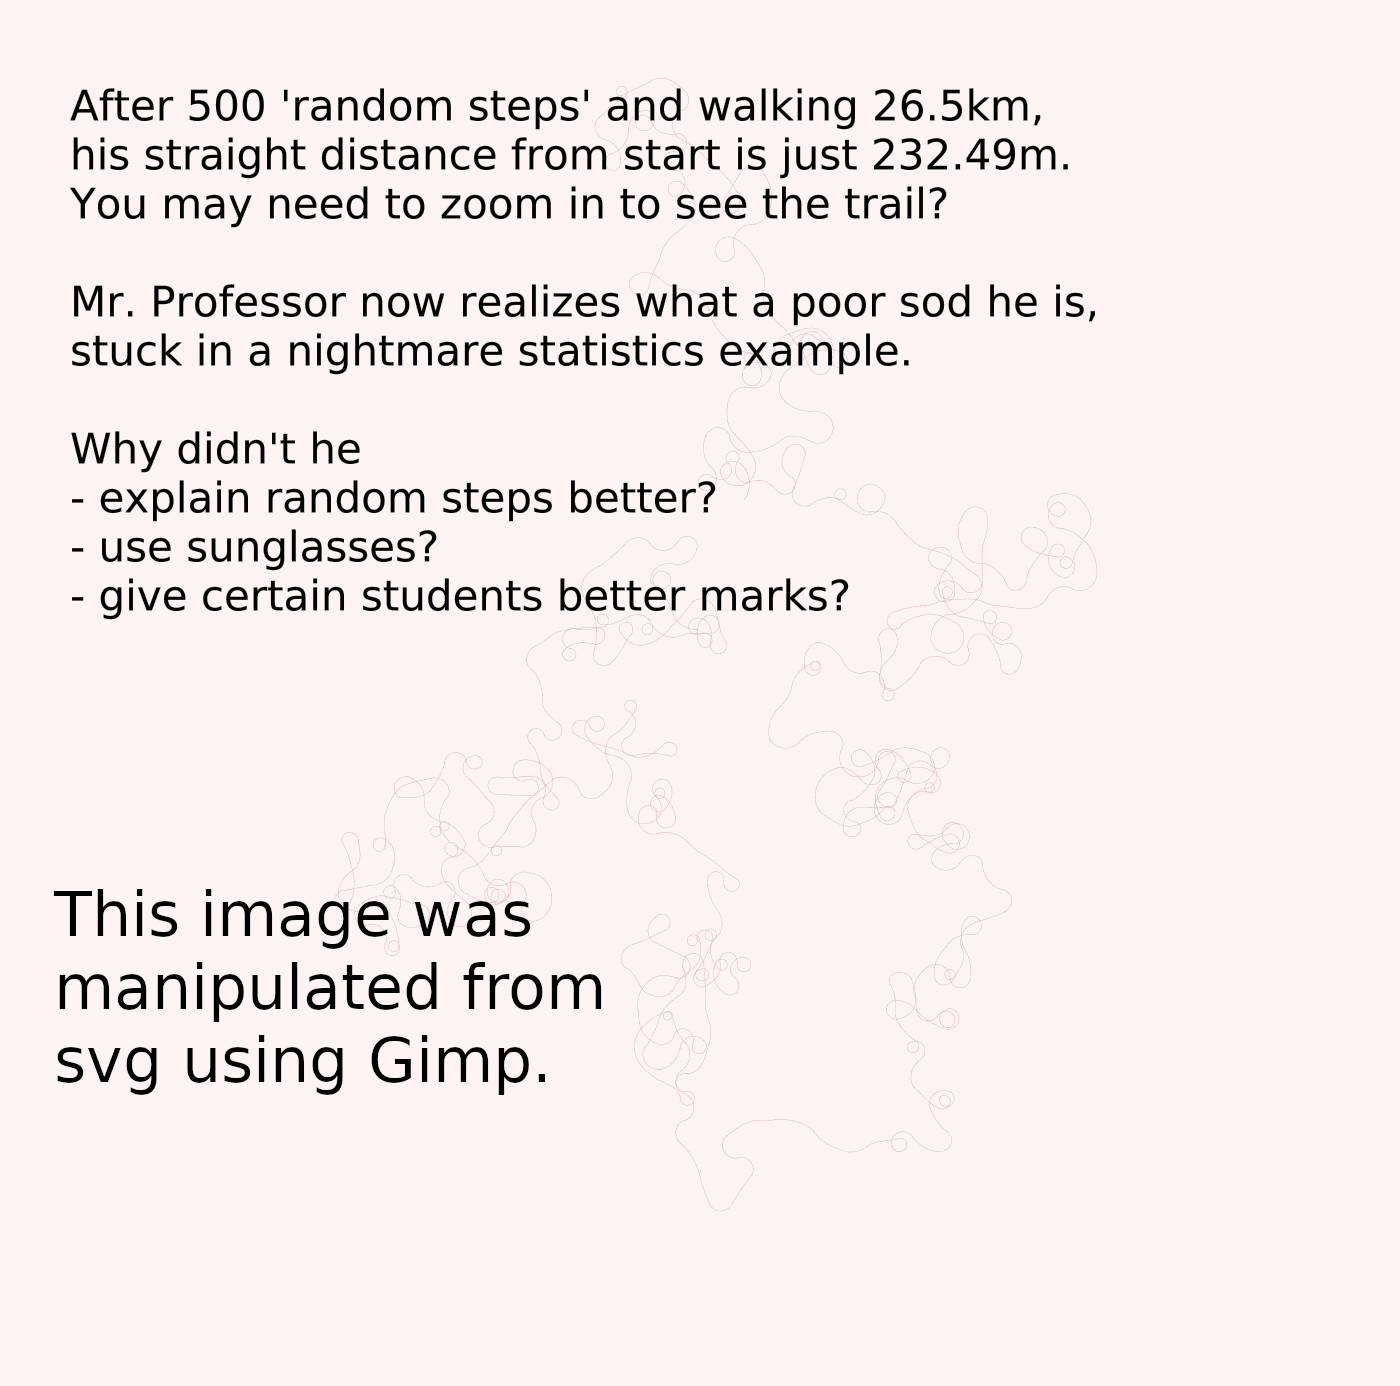 After 500 'random steps' and walking 26.5km,
his straight distance from start is just 232.49m.
You may need to zoom in to see the trail?
Mr. Professor now realizes what a poor sod he is,
stuck in a nightmare statistics example.
Why didn't he
- explain random steps better?
- use sunglasses?
- give certain students better marks?
This image was
manipulated from
svg using Gimp.